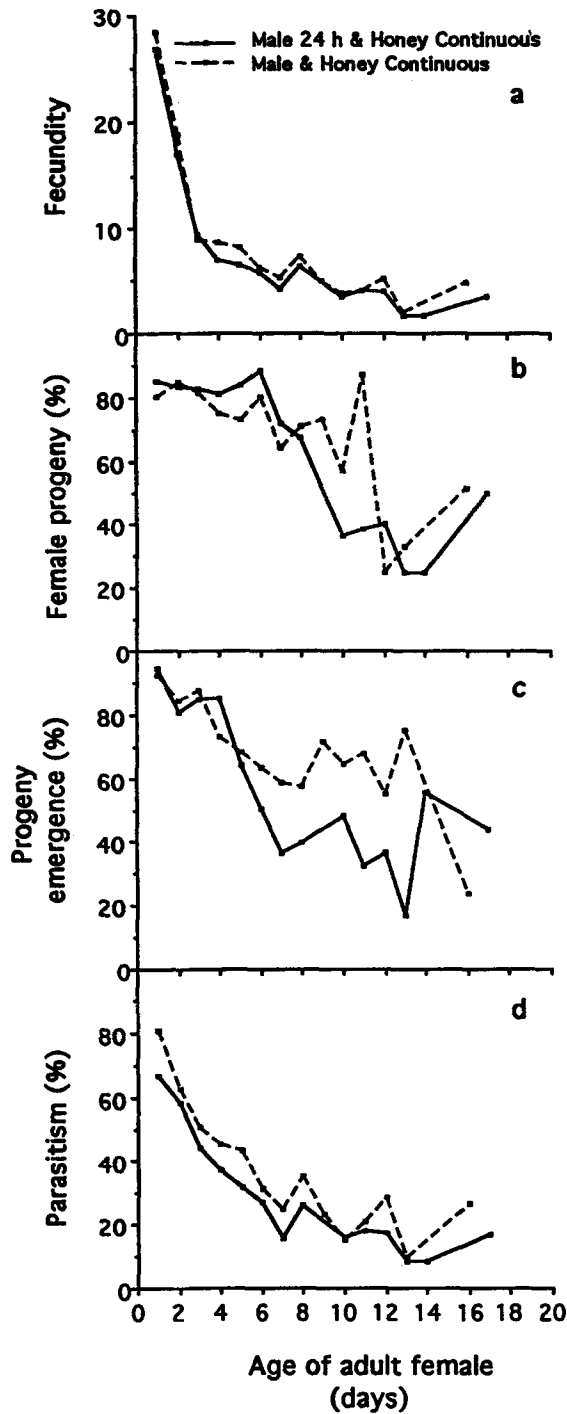 Male 24 h & Honey Continuous
Male & Honey Continuous
a
Fecundity
30
20
10
0
b
Female progeny (%)
80
60
40
20
0
c
Progeny
emergence (%)
80
60
40
20
0
d
Parasitism (%)
80
60
40
20
0
0 2 4 6 8 10 12 14 16 18 20
Age of adult female
(days)